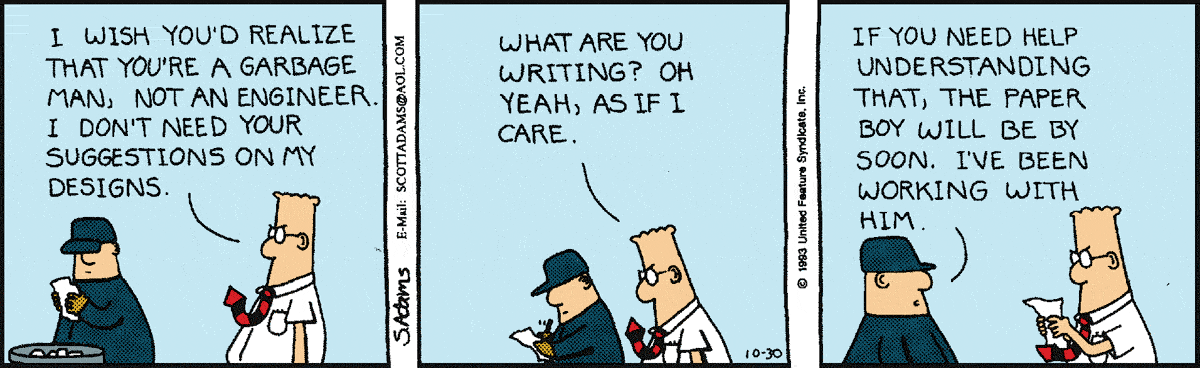 I WISH YOU'D REALIZE
THAT YOU'RE A GARBAGE
MAN, NOT AN ENGINEER.
I DON'T NEED YOUR
SUGGESTIONS ON MY
DESIGNS.
S.Adams E-Mail: SCOTTADAMS@AOL.COM
WHAT ARE YOU
WRITING? OH
YEAH, AS IF I
CARE.
10-30
© 1993 United Feature Syndicate, Inc.
IF YOU NEED HELP
UNDERSTANDING
THAT, THE PAPER
BOY WILL BE BY
SOON. I'VE BEEN
WORKING WITH
HIM.